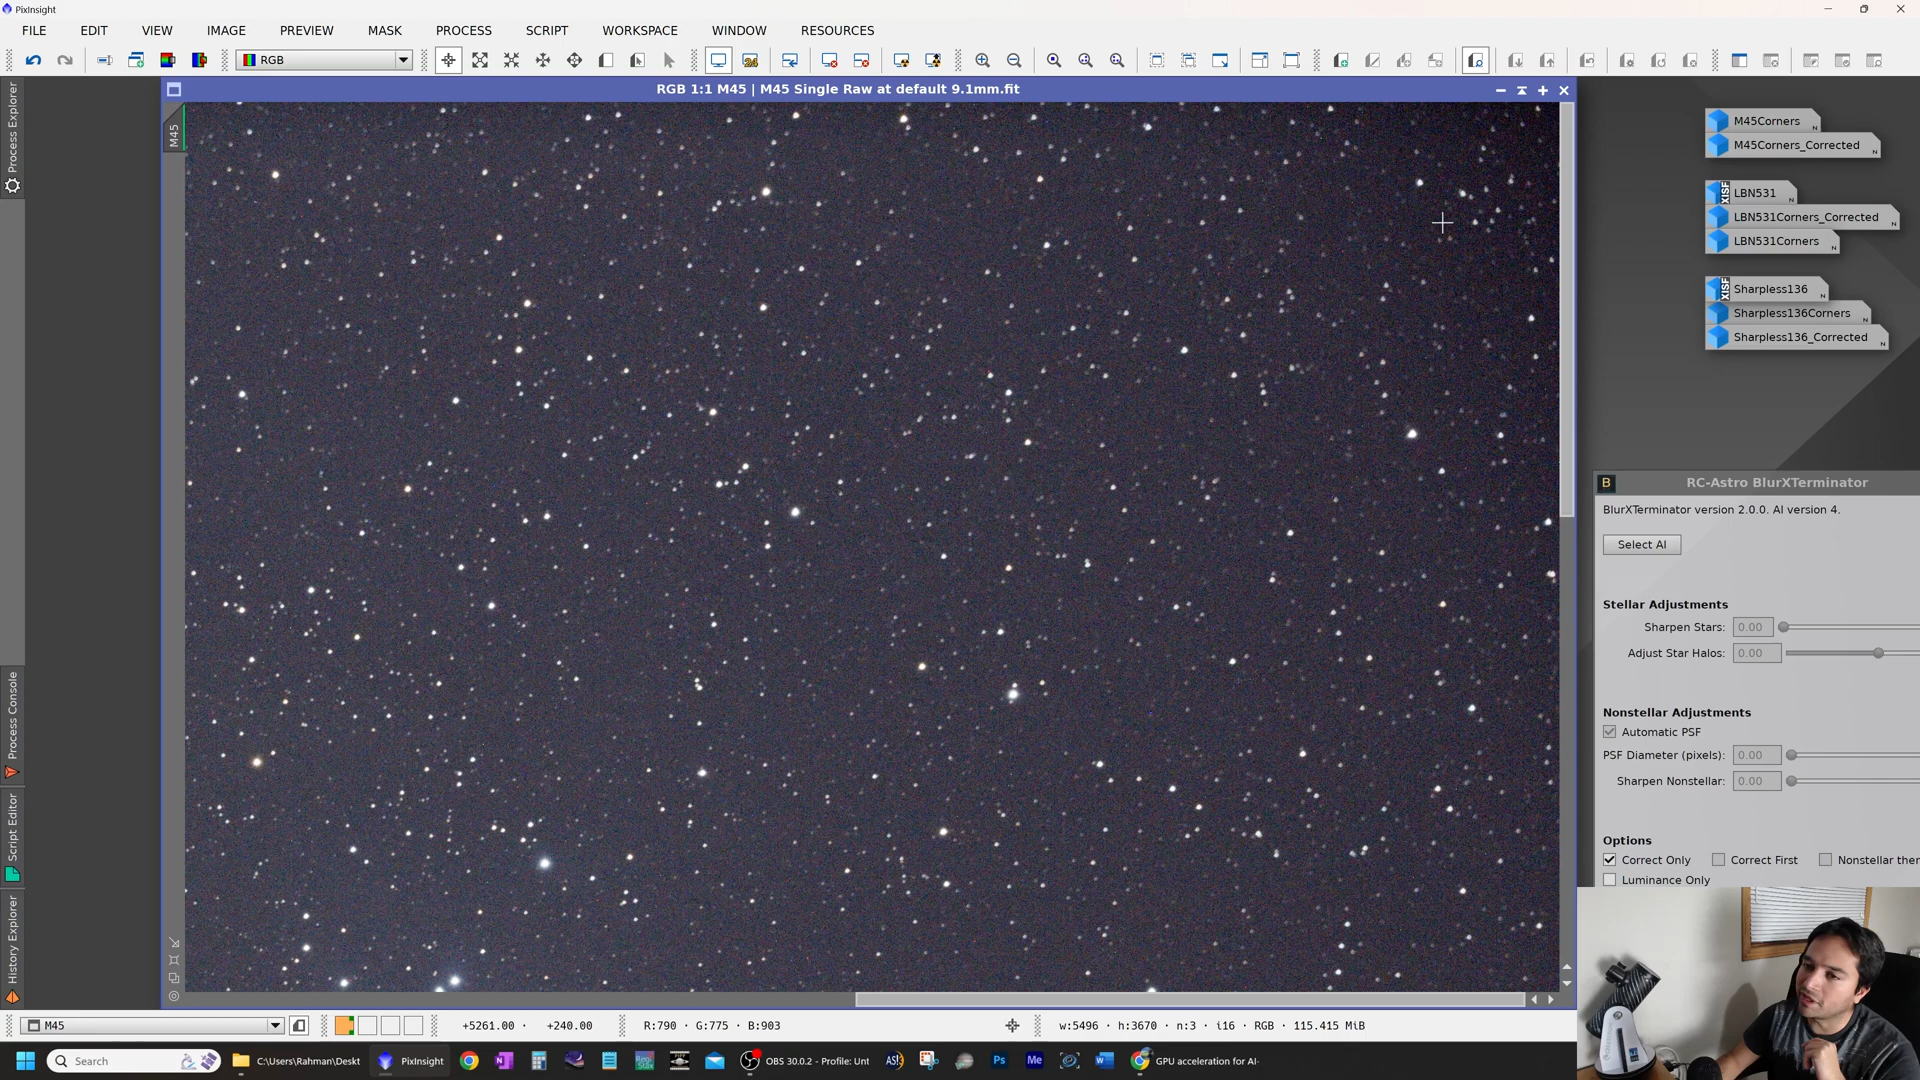 PixInsight
FILE EDIT VIEW IMAGE PREVIEW MASK PROCESS SCRIPT WORKSPACE WINDOW RESOURCES
RGB
RGB 1:1 M45 | M45 Single Raw at default 9.1mm.fit
M45
Process Explorer
Process Console
Script Editor
History Explorer
M45Corners
M45Corners_Corrected
XISF LBN531
LBN531Corners_Corrected
LBN531Corners
XISF Sharpless136
Sharpless136Corners
Sharpless136_Corrected
B RC-Astro BlurXTerminator
BlurXTerminator version 2.0.0. AI version 4.
Select AI
Stellar Adjustments
Sharpen Stars: 0.00
Adjust Star Halos: 0.00
Nonstellar Adjustments
Automatic PSF
PSF Diameter (pixels): 0.00
Sharpen Nonstellar: 0.00
Options
Correct Only Correct First Nonstellar ther
Luminance Only
M45 +5261.00 · +240.00 R:790 · G:775 · B:903 w:5496 · h:3670 · n:3 · i16 · RGB · 115.415 MiB
Search C:\Users\Rahman\Deskt PixInsight OBS 30.0.2 - Profile: Unt AS! Ps Me GPU acceleration for AI-